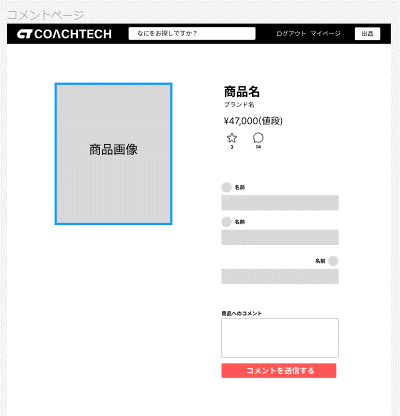 コメントページ
COACHTECH
なにをお探しですか？
ログアウト マイページ
出品
商品画像
商品名
ブランド名
¥47,000(値段)
3
14
名前
名前
名前
商品へのコメント
コメントを送信する